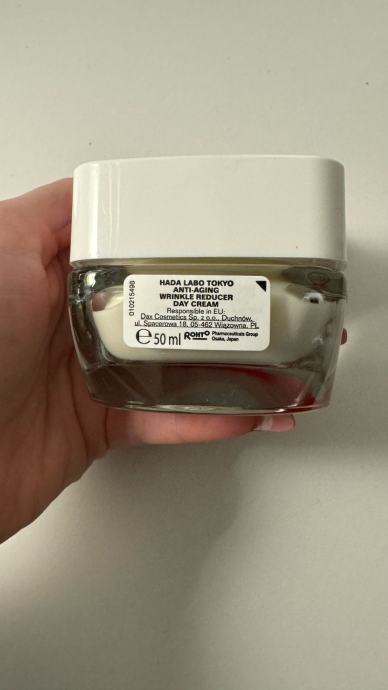 HADA LABO TOKYO
ANTI-AGING
WRINKLE REDUCER
DAY CREAM
Responsible in EU:
Dax Cosmetics Sp. z o.o., Duchnów,
ul. Spacerowa 18, 05-462 Wiązowna, PL
℮ 50 ml ROHTO Pharmaceuticals Group
Osaka, Japan
010215498